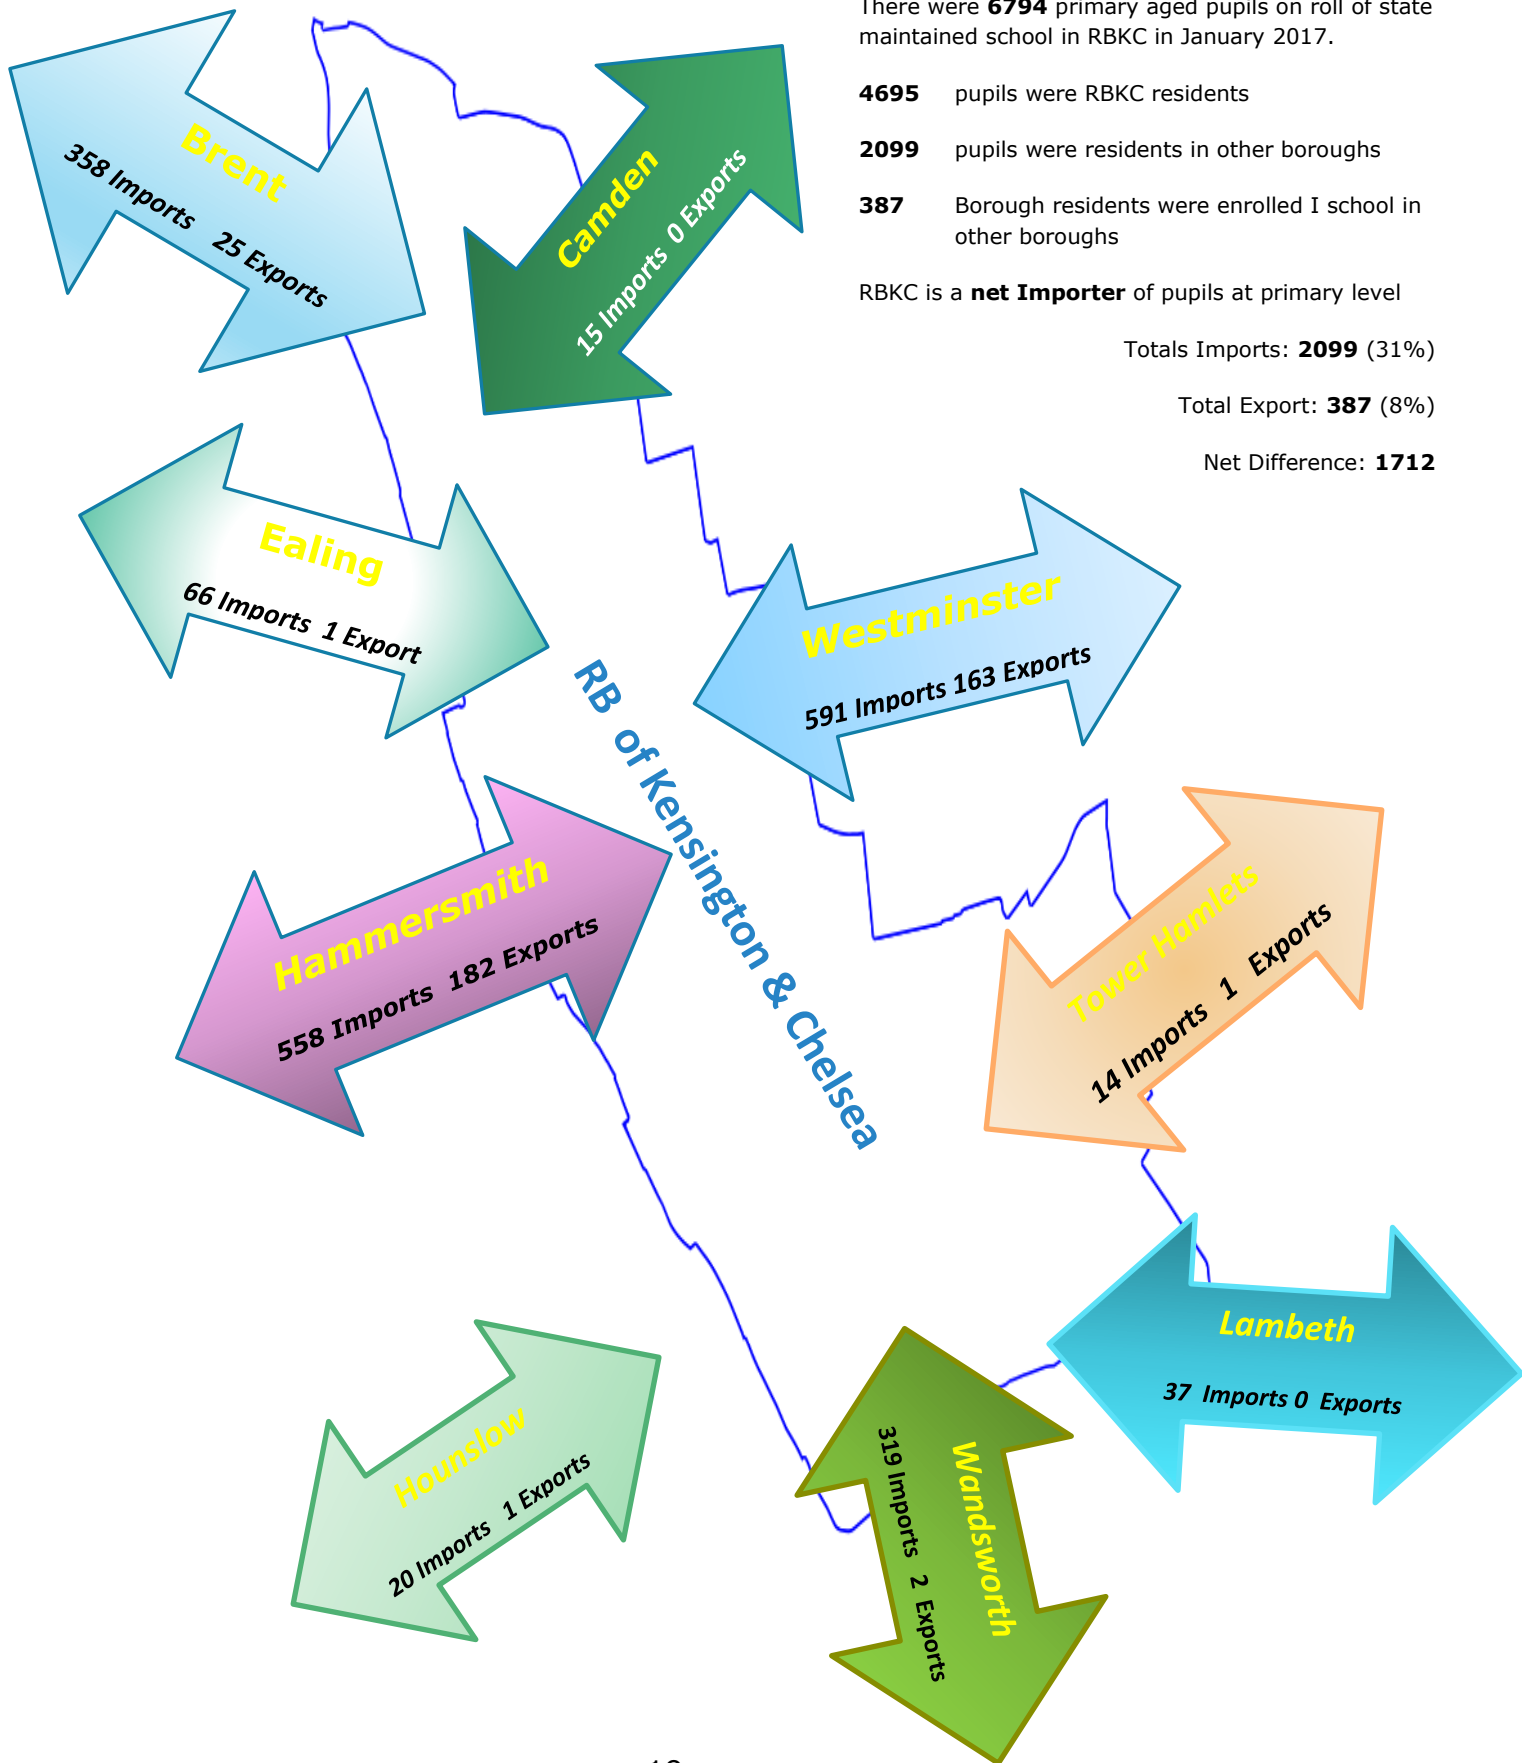 There were 6794 primary aged pupils on roll of state
maintained school in RBKC in January 2017.
4695 pupils were RBKC residents
2099 pupils were residents in other boroughs
387 Borough residents were enrolled I school in
other boroughs
RBKC is a net Importer of pupils at primary level
Totals Imports: 2099 (31%)
Total Export: 387 (8%)
Net Difference: 1712
Brent
358 Imports 25 Exports
Camden
15 Imports 0 Exports
Ealing
66 Imports 1 Export
Westminster
591 Imports 163 Exports
RB of Kensington & Chelsea
Hammersmith
558 Imports 182 Exports
Tower Hamlets
14 Imports 1 Exports
Lambeth
37 Imports 0 Exports
Hounslow
20 Imports 1 Exports
Wandsworth
319 Imports 2 Exports